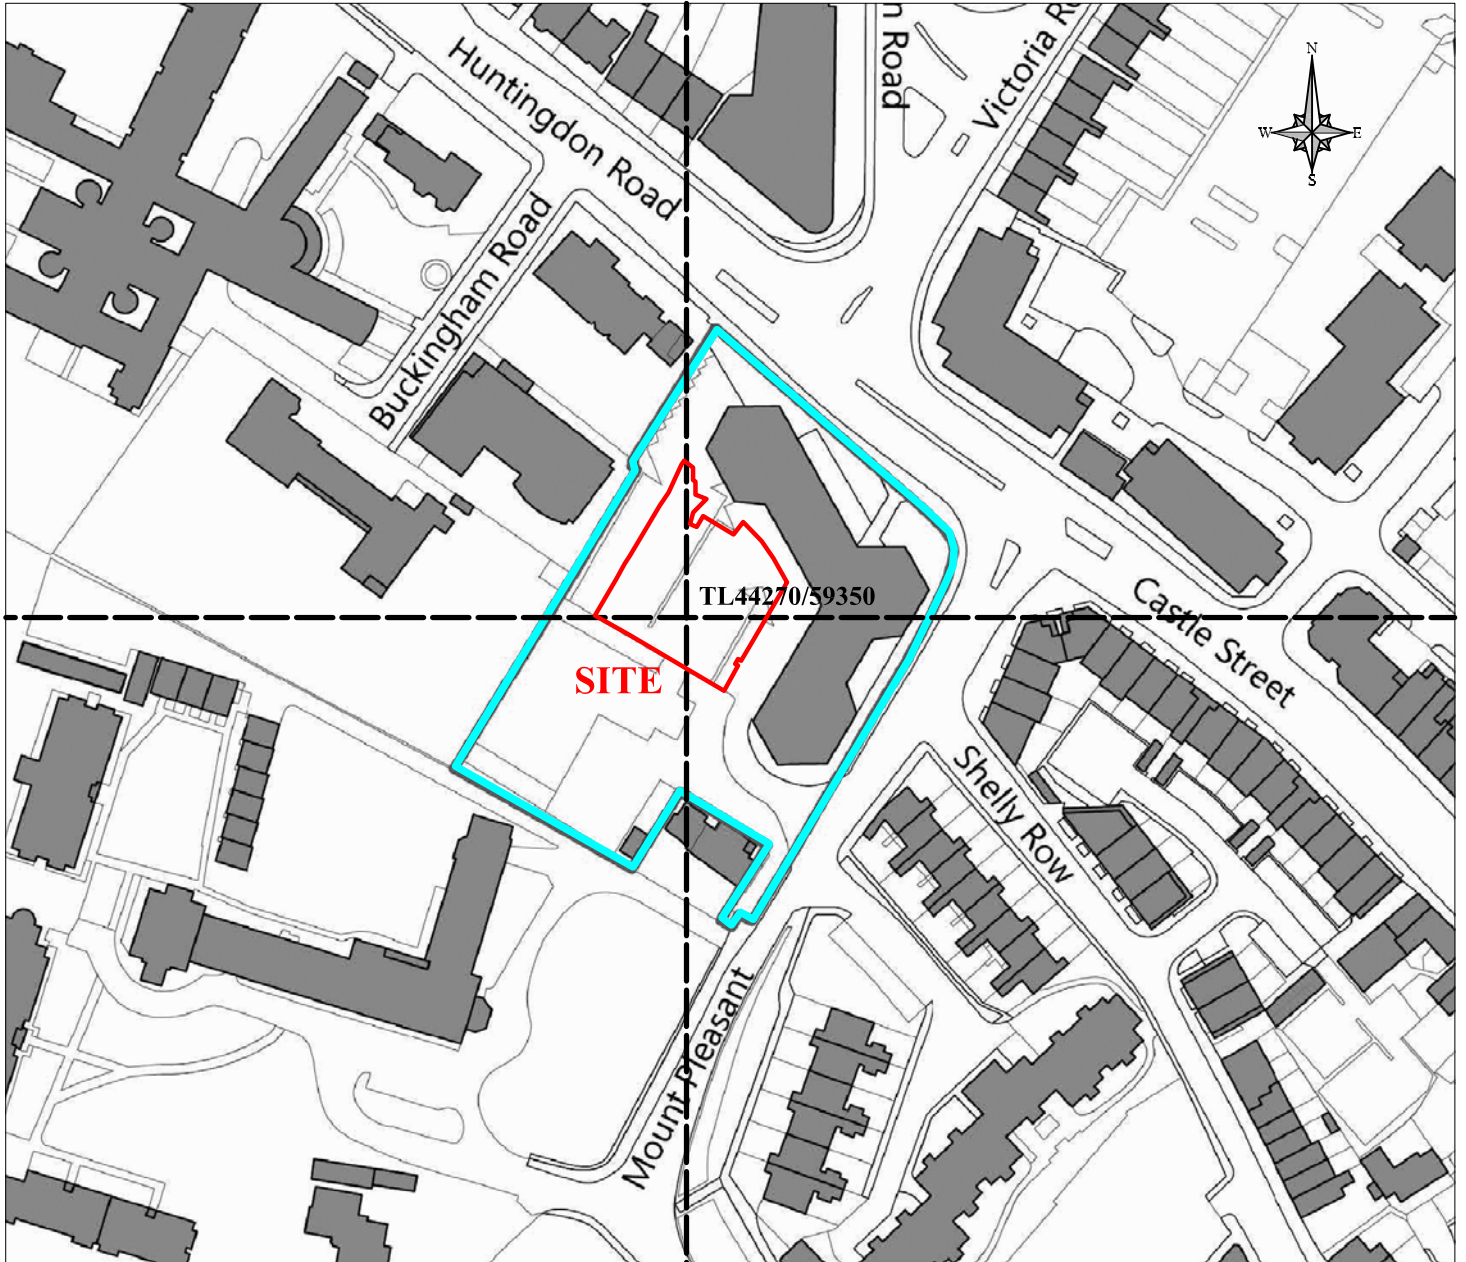 n Road
Victoria R
N
Huntingdon Road
W
E
S
Buckingham Road
TL44270/59350
Castle Street
SITE
Shelly Row
Mount Pleasant